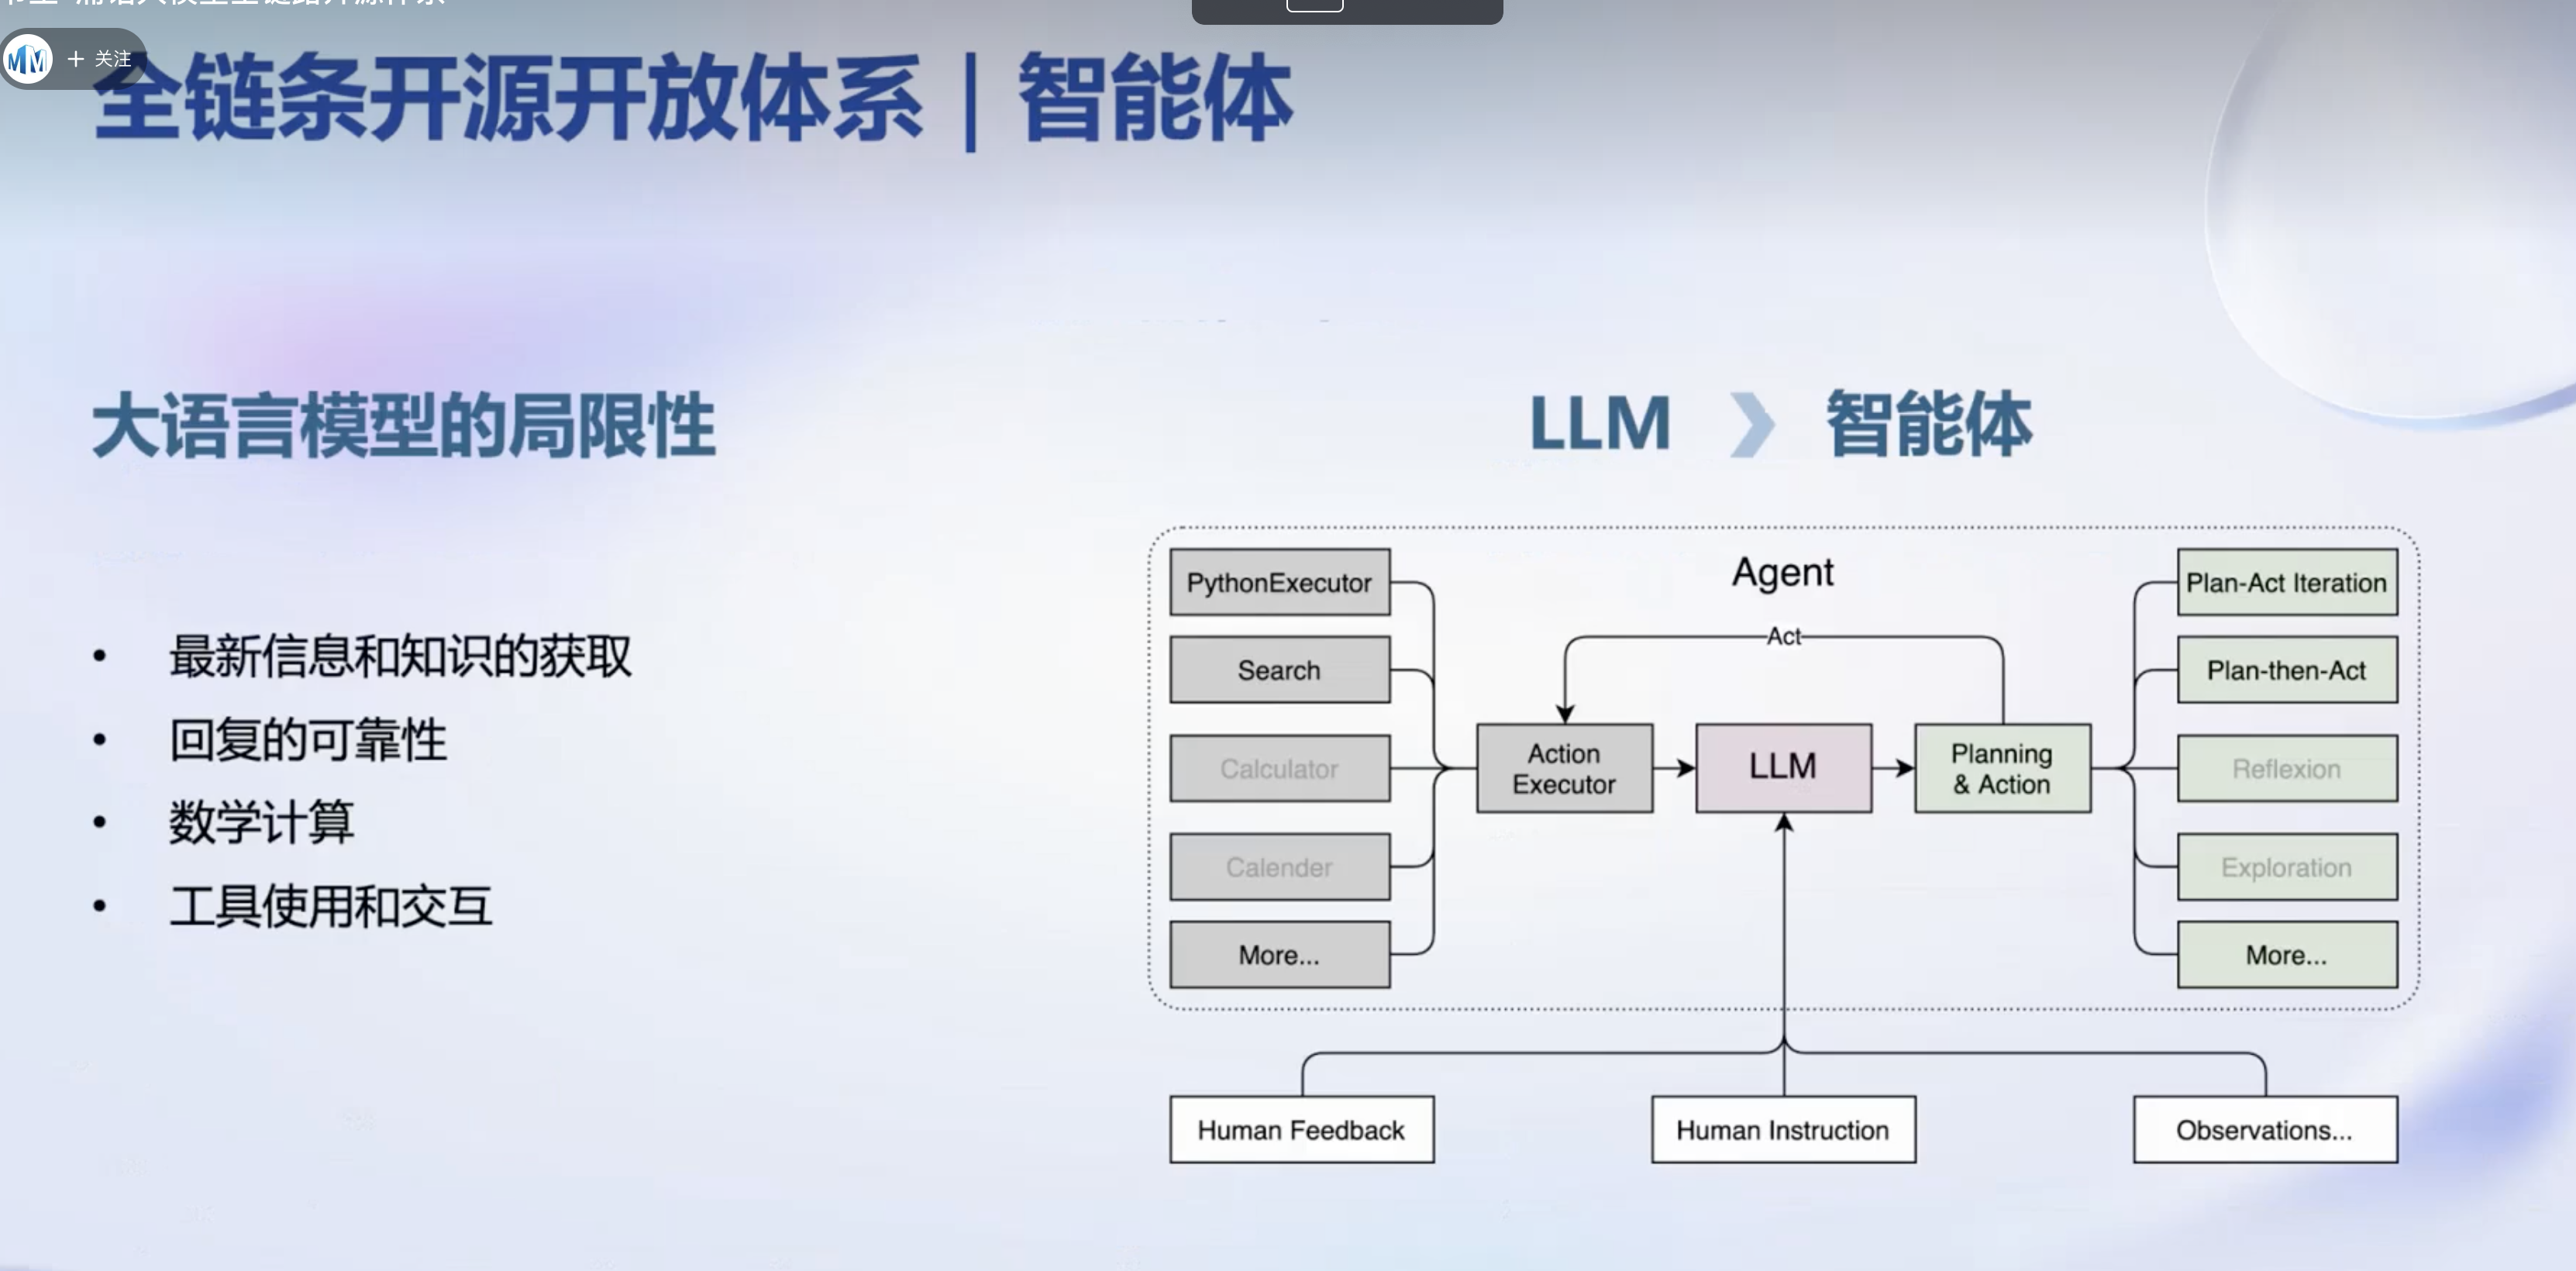 + 关注
全链条开源开放体系 | 智能体
大语言模型的局限性
• 最新信息和知识的获取
• 回复的可靠性
• 数学计算
• 工具使用和交互
LLM 智能体
Agent
PythonExecutor
Search
Calculator
Calender
More...
Act
Action
Executor
LLM
Planning
& Action
Plan-Act Iteration
Plan-then-Act
Reflexion
Exploration
More...
Human Feedback
Human Instruction
Observations...